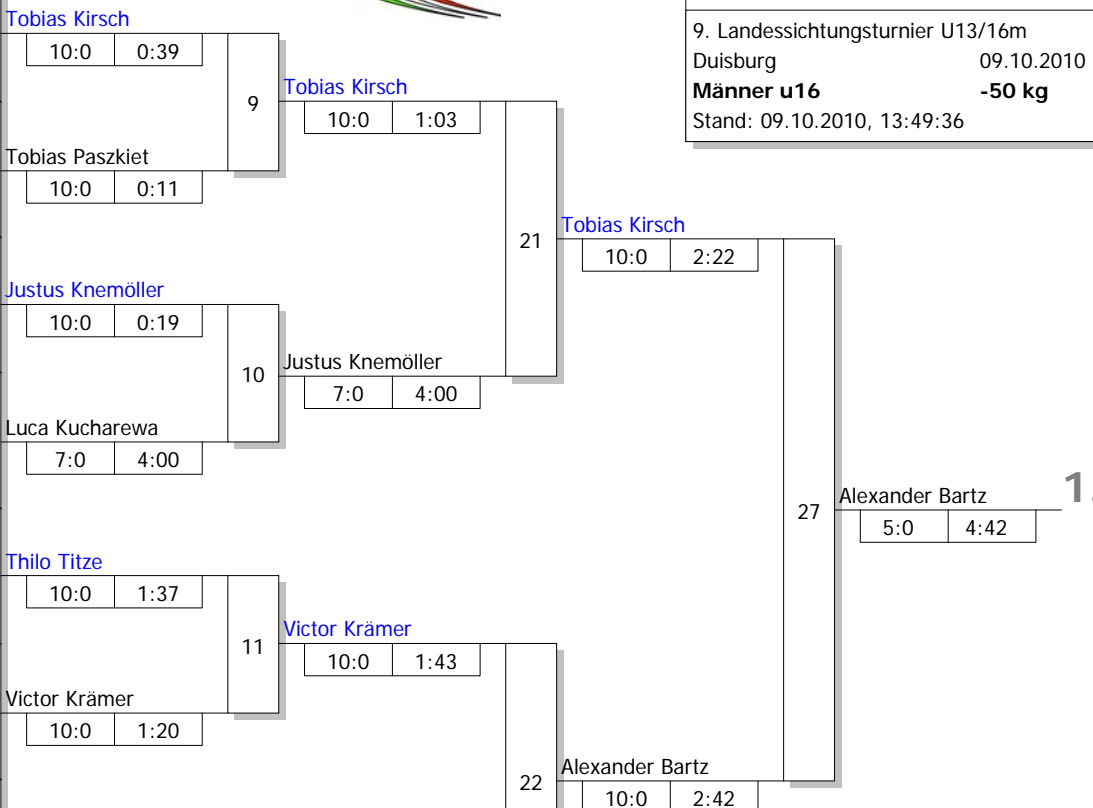 Tobias Kirsch
10:0 0:39
9
Tobias Paszkiet
10:0 0:11
Tobias Kirsch
10:0 1:03
9. Landessichtungsturnier U13/16m
Duisburg 09.10.2010
Männer u16 -50 kg
Stand: 09.10.2010, 13:49:36
21
Tobias Kirsch
10:0 2:22
Justus Knemöller
10:0 0:19
10
Luca Kucharewa
7:0 4:00
Justus Knemöller
7:0 4:00
27
Alexander Bartz
5:0 4:42
1.
Thilo Titze
10:0 1:37
11
Victor Krämer
10:0 1:20
Victor Krämer
10:0 1:43
22
Alexander Bartz
10:0 2:42